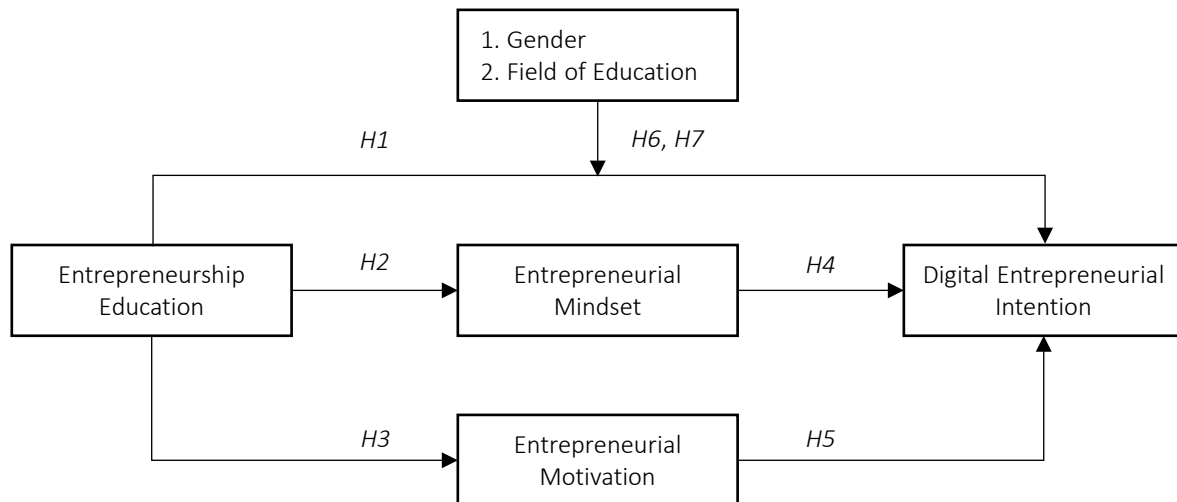 1. Gender
2. Field of Education
H1
H6, H7
Entrepreneurship
Education
H2
Entrepreneurial
Mindset
H4
Digital Entrepreneurial
Intention
H3
Entrepreneurial
Motivation
H5